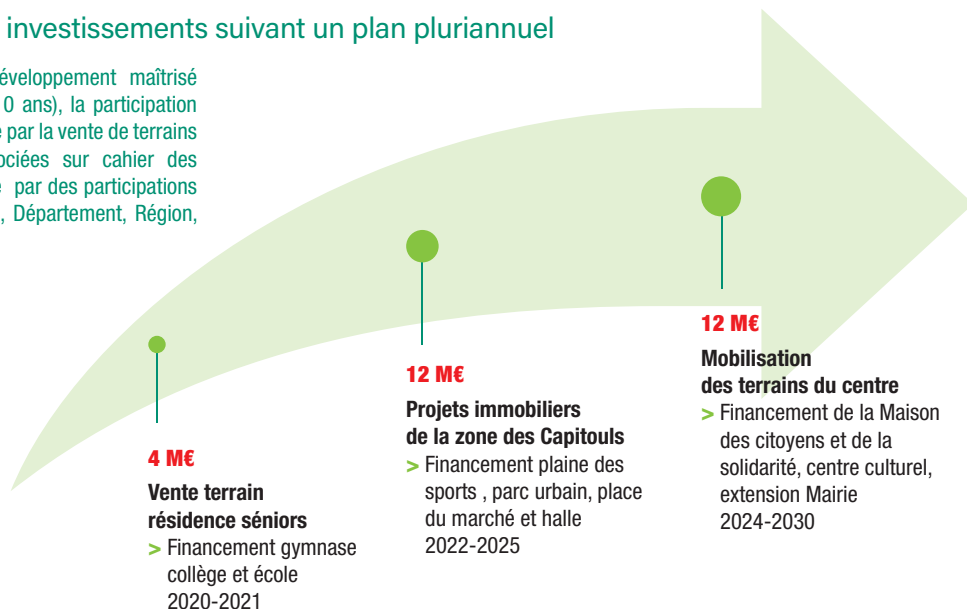 investissements suivant un plan pluriannuel
éveloppement maîtrisé
0 ans), la participation
par la vente de terrains
ociées sur cahier des
par des participations
, Département, Région,
4 M€
Vente terrain
résidence séniors
> Financement gymnase
collège et école
2020-2021
12 M€
Projets immobiliers
de la zone des Capitouls
> Financement plaine des
sports , parc urbain, place
du marché et halle
2022-2025
12 M€
Mobilisation
des terrains du centre
> Financement de la Maison
des citoyens et de la
solidarité, centre culturel,
extension Mairie
2024-2030